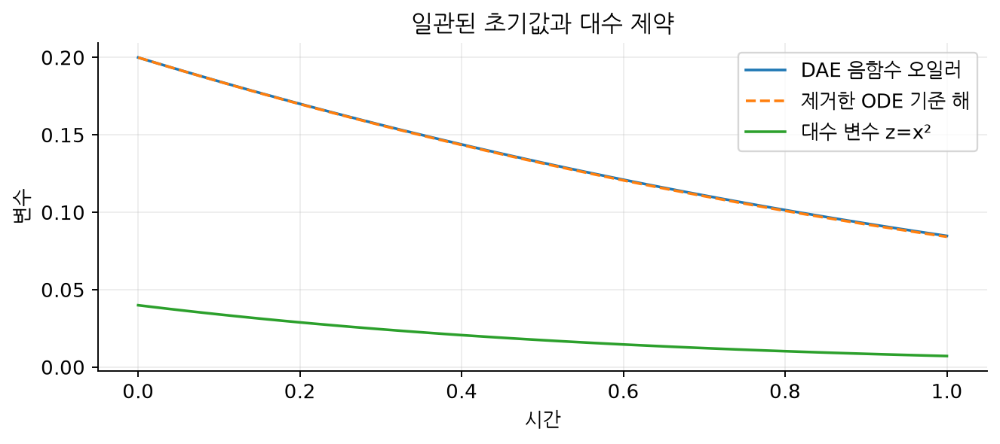 일관된 초기값과 대수 제약
DAE 음함수 오일러
제거한 ODE 기준 해
대수 변수 z=x²
변수
0.20
0.15
0.10
0.05
0.00
0.0 0.2 0.4 0.6 0.8 1.0
시간